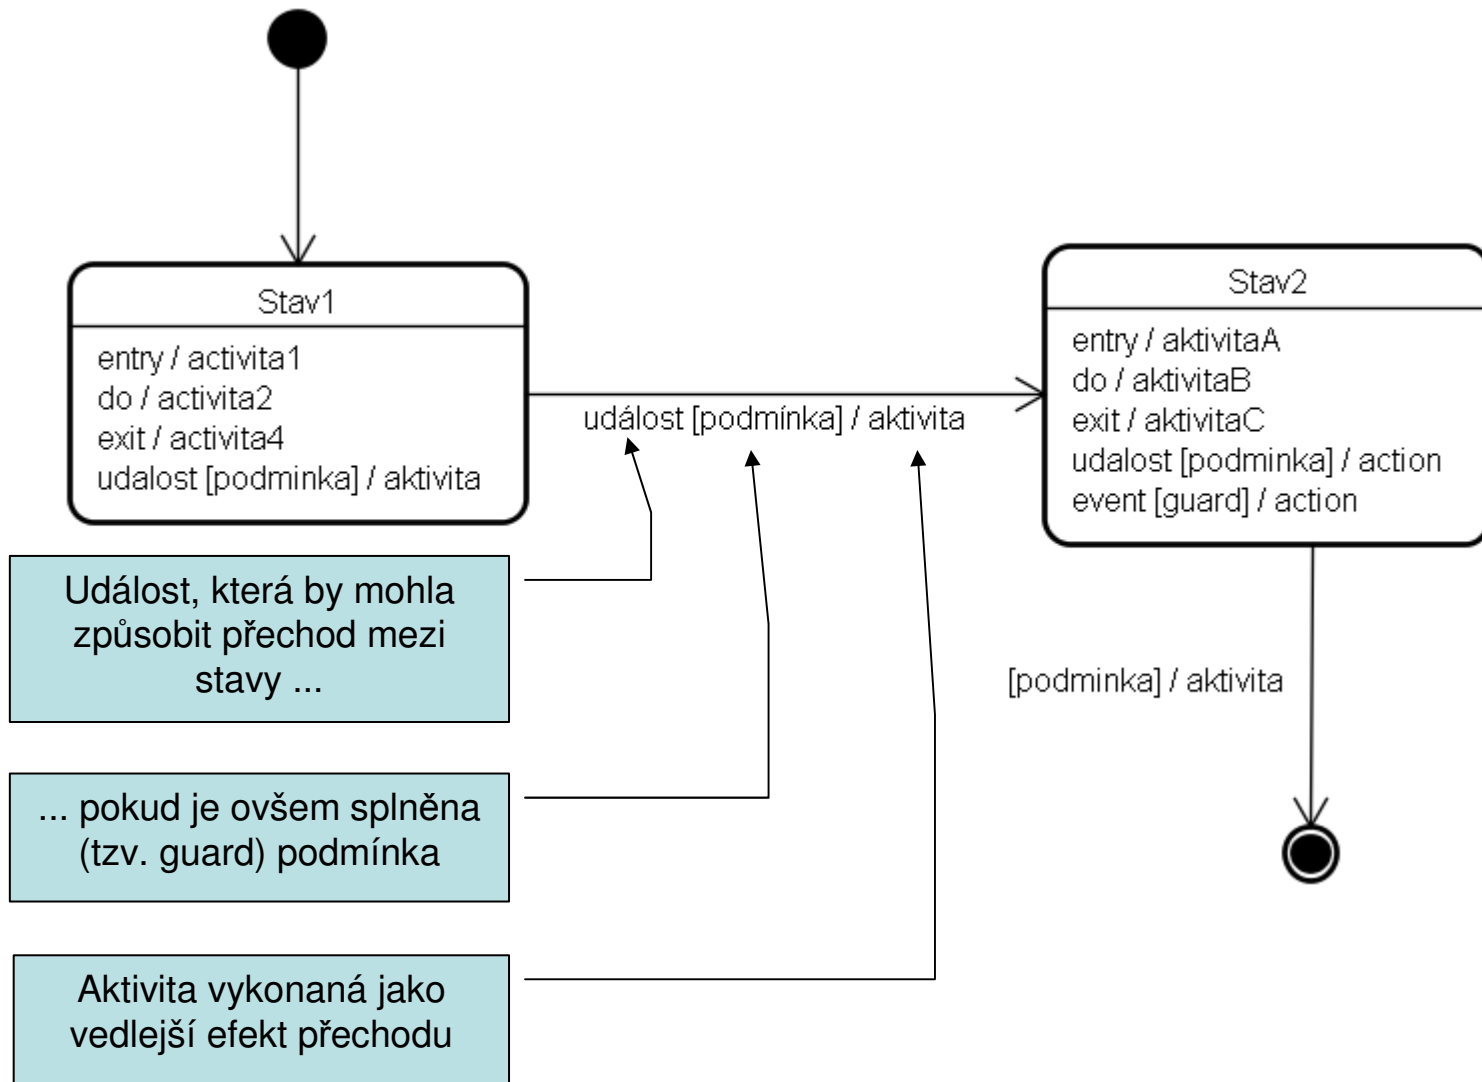 Stav1
entry / activita1
do / activita2
exit / activita4
udalost [podminka] / aktivita
událost [podmínka] / aktivita
Stav2
entry / aktivitaA
do / aktivitaB
exit / aktivitaC
udalost [podminka] / action
event [guard] / action
[podminka] / aktivita
Událost, která by mohla
způsobit přechod mezi
stavy ...
... pokud je ovšem splněna
(tzv. guard) podmínka
Aktivita vykonaná jako
vedlejší efekt přechodu